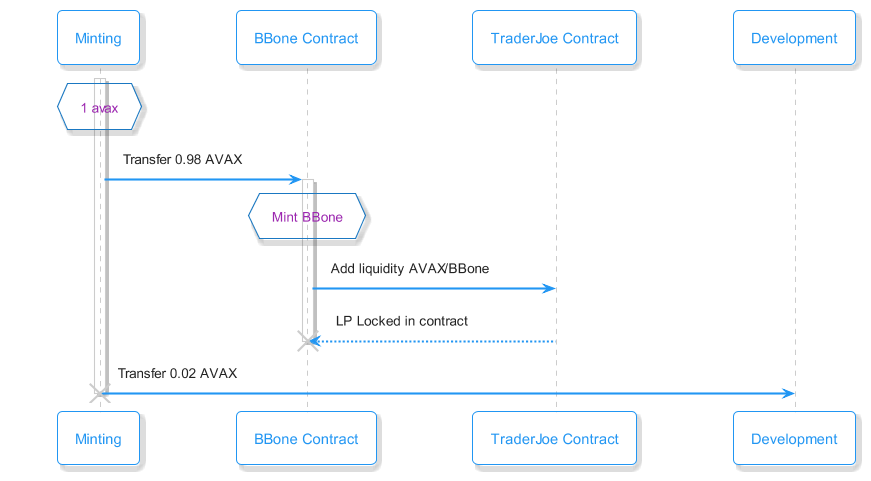 Minting
BBone Contract
TraderJoe Contract
Development
1 avax
Transfer 0.98 AVAX
Mint BBone
Add liquidity AVAX/BBone
LP Locked in contract
Transfer 0.02 AVAX
Minting
BBone Contract
TraderJoe Contract
Development